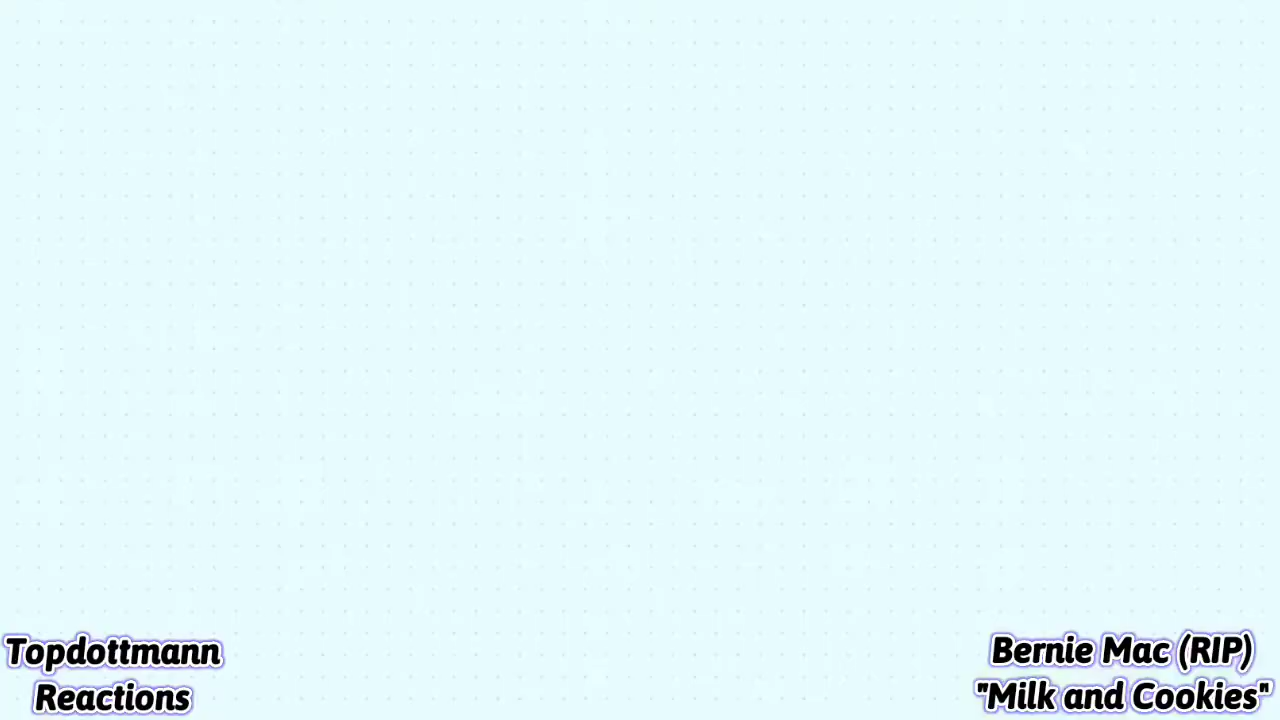 Topdottmann
Reactions
Bernie Mac (RIP)
"Milk and Cookies"